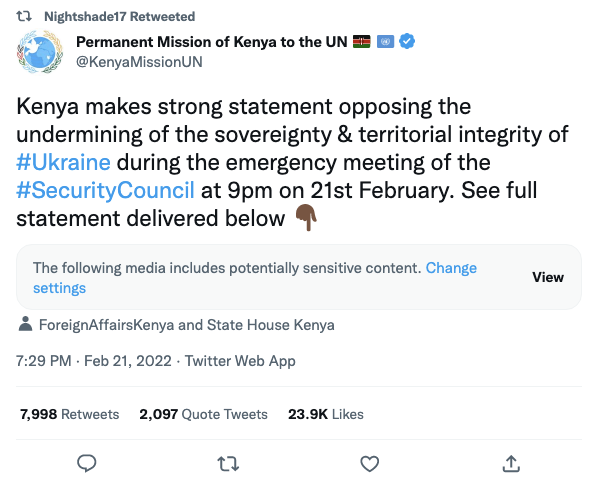 Nightshade17 Retweeted
Permanent Mission of Kenya to the UN 🇰🇪 🇺🇳
@KenyaMissionUN
Kenya makes strong statement opposing the
undermining of the sovereignty & territorial integrity of
#Ukraine during the emergency meeting of the
#SecurityCouncil at 9pm on 21st February. See full
statement delivered below 👇🏿
The following media includes potentially sensitive content. Change
settings
View
ForeignAffairsKenya and State House Kenya
7:29 PM · Feb 21, 2022 · Twitter Web App
7,998 Retweets 2,097 Quote Tweets 23.9K Likes